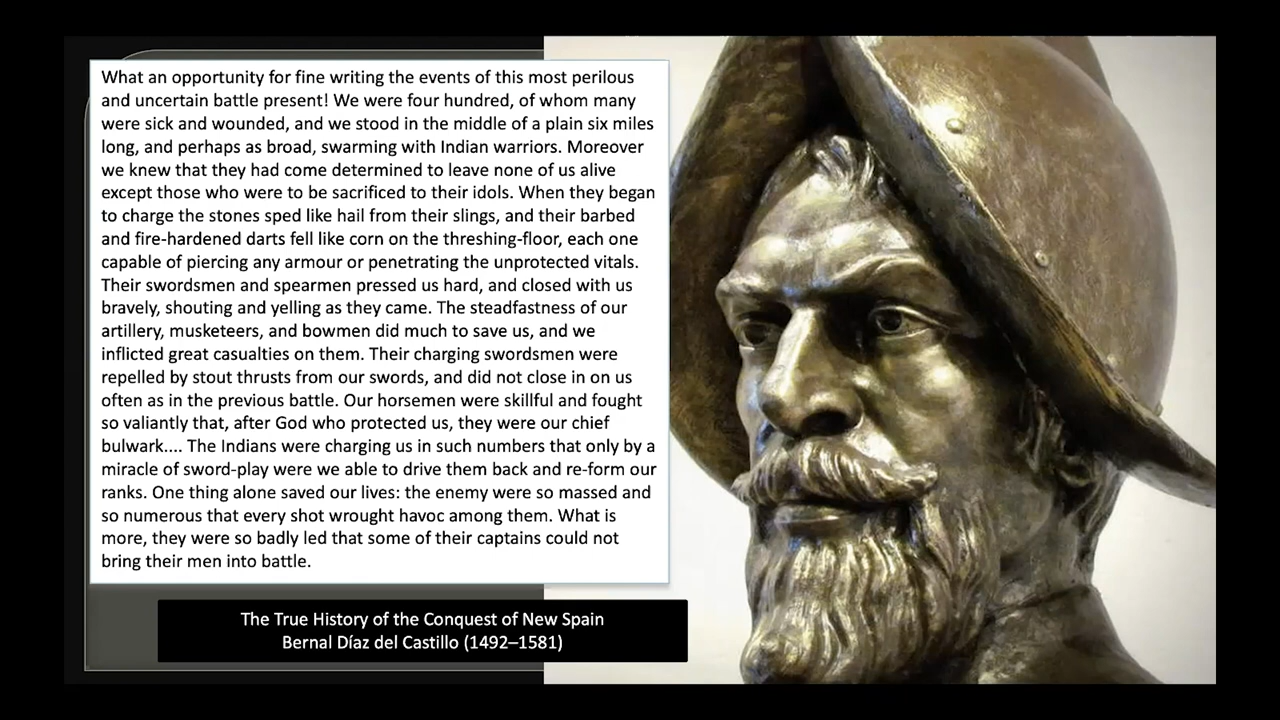 What an opportunity for fine writing the events of this most perilous
and uncertain battle present! We were four hundred, of whom many
were sick and wounded, and we stood in the middle of a plain six miles
long, and perhaps as broad, swarming with Indian warriors. Moreover
we knew that they had come determined to leave none of us alive
except those who were to be sacrificed to their idols. When they began
to charge the stones sped like hail from their slings, and their barbed
and fire-hardened darts fell like corn on the threshing-floor, each one
capable of piercing any armour or penetrating the unprotected vitals.
Their swordsmen and spearmen pressed us hard, and closed with us
bravely, shouting and yelling as they came. The steadfastness of our
artillery, musketeers, and bowmen did much to save us, and we
inflicted great casualties on them. Their charging swordsmen were
repelled by stout thrusts from our swords, and did not close in on us
often as in the previous battle. Our horsemen were skillful and fought
so valiantly that, after God who protected us, they were our chief
bulwark.... The Indians were charging us in such numbers that only by a
miracle of sword-play were we able to drive them back and re-form our
ranks. One thing alone saved our lives: the enemy were so massed and
so numerous that every shot wrought havoc among them. What is
more, they were so badly led that some of their captains could not
bring their men into battle.
The True History of the Conquest of New Spain
Bernal Díaz del Castillo (1492–1581)